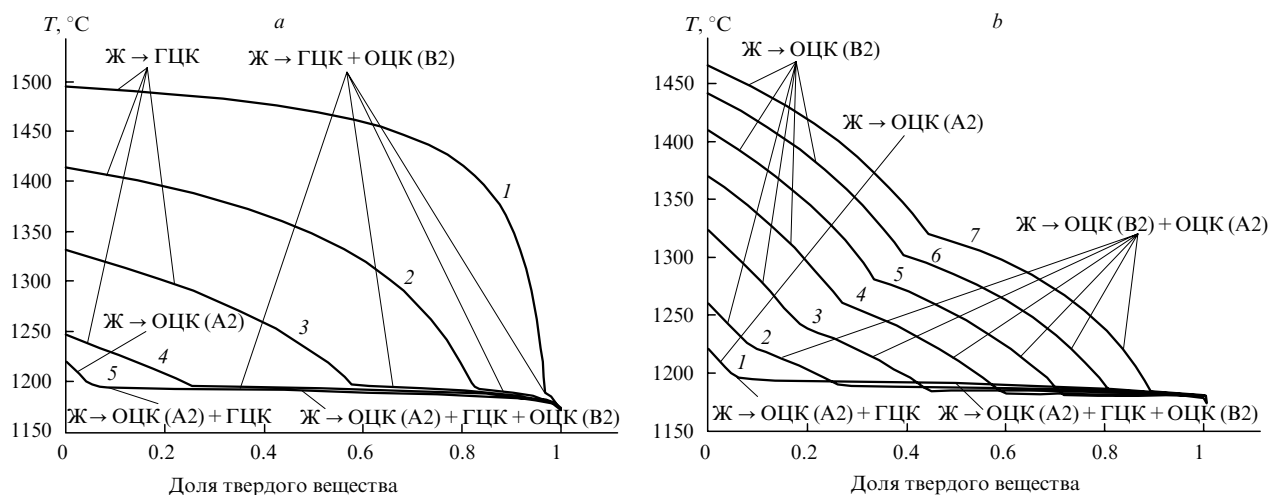 T, °C
a
Ж → ГЦК
Ж → ГЦК + ОЦК (B2)
1500
1450
1400
1350
1300
1250
1200
1150
1
2
3
4
5
Ж → ОЦК (A2)
Ж → ОЦК (A2) + ГЦК
Ж → ОЦК (A2) + ГЦК + ОЦК (B2)
0
0.2
0.4
0.6
0.8
1
Доля твердого вещества
T, °C
b
Ж → ОЦК (B2)
Ж → ОЦК (A2)
Ж → ОЦК (B2) + ОЦК (A2)
1450
1400
1350
1300
1250
1200
1150
7
6
5
4
3
2
1
Ж → ОЦК (A2) + ГЦК
Ж → ОЦК (A2) + ГЦК + ОЦК (B2)
0
0.2
0.4
0.6
0.8
1
Доля твердого вещества